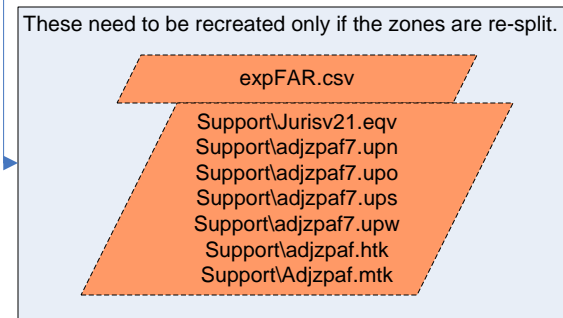 These need to be recreated only if the zones are re-split.
expFAR.csv
Support\Jurisv21.eqv
Support\adjzpaf7.upn
Support\adjzpaf7.upo
Support\adjzpaf7.ups
Support\adjzpaf7.upw
Support\adjzpaf.htk
Support\Adjzpaf.mtk